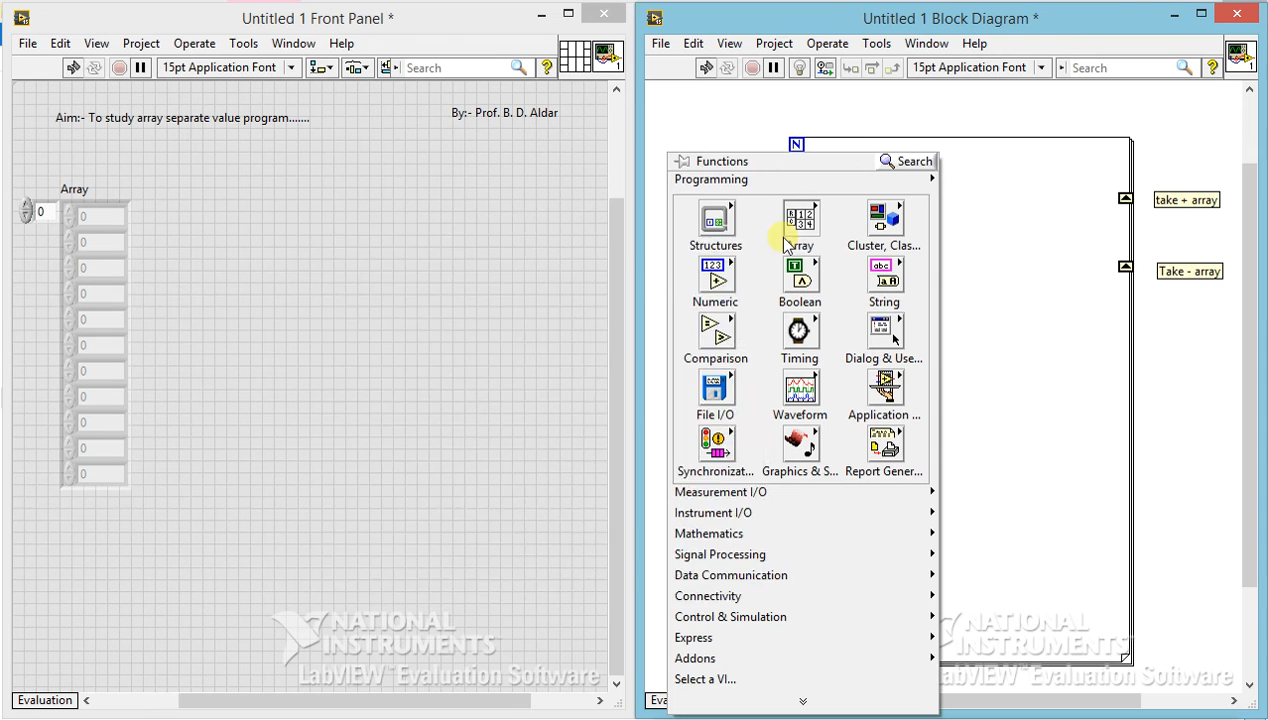 Untitled 1 Front Panel *
File Edit View Project Operate Tools Window Help
15pt Application Font Search ?
1
Aim:- To study array separate value program.......
By:- Prof. B. D. Aldar
Array
0 0
0
0
0
0
0
0
0
0
0
0
NATIONAL
INSTRUMENTS
LabVIEW™ Evaluation Software
Evaluation
Untitled 1 Block Diagram *
File Edit View Project Operate Tools Window Help
15pt Application Font Search ?
1
N
Functions Search
Programming
Structures Array Cluster, Clas...
Numeric Boolean String
Comparison Timing Dialog & Use...
File I/O Waveform Application ...
Synchronizat... Graphics & S... Report Gener...
Measurement I/O
Instrument I/O
Mathematics
Signal Processing
Data Communication
Connectivity
Control & Simulation
Express
Addons
Select a VI...
take + array
Take - array
NATIONAL
INSTRUMENTS
LabVIEW™ Evaluation Software
Eva